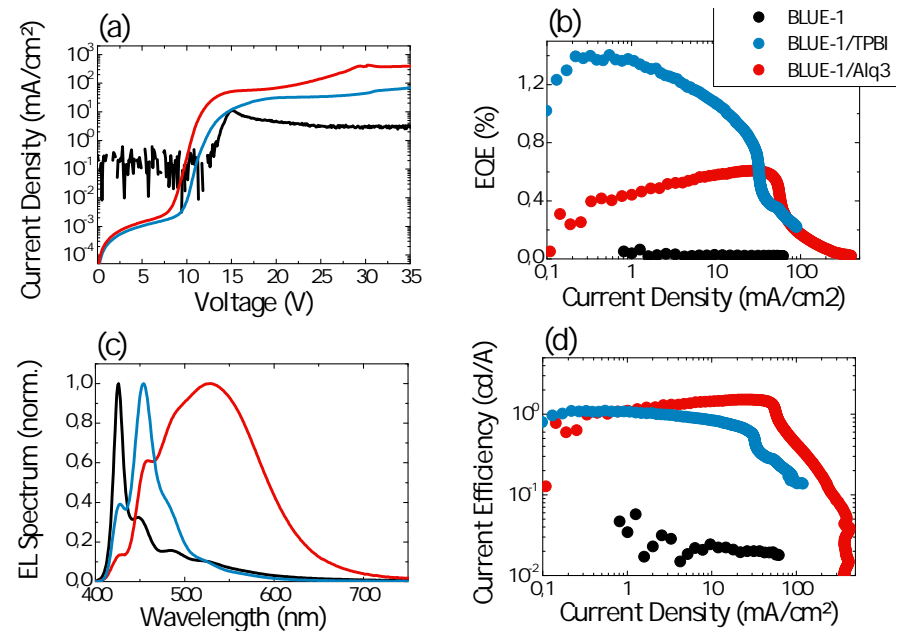 (a)
Current Density (mA/cm²)
10³
10²
10¹
10⁰
10⁻¹
10⁻²
10⁻³
10⁻⁴
0 5 10 15 20 25 30 35
Voltage (V)
(b)
BLUE-1
BLUE-1/TPBI
BLUE-1/Alq3
EQE (%)
1,2
0,8
0,4
0,0
0,1 1 10 100
Current Density (mA/cm2)
(c)
EL Spectrum (norm.)
1,0
0,8
0,6
0,4
0,2
0,0
400 500 600 700
Wavelength (nm)
(d)
Current Efficiency (cd/A)
10⁰
10⁻¹
10⁻²
0,1 1 10 100
Current Density (mA/cm²)